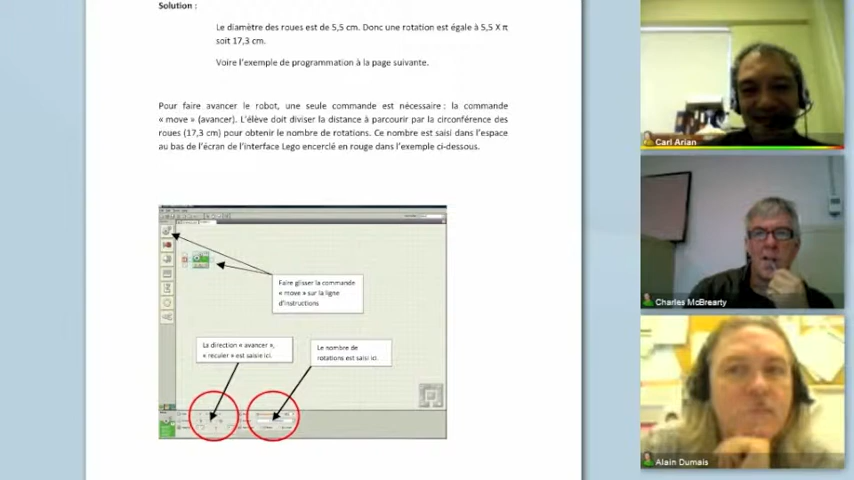 Solution :
Le diamètre des roues est de 5,5 cm. Donc une rotation est égale à 5,5 X π
soit 17,3 cm.
Voire l'exemple de programmation à la page suivante.
Pour faire avancer le robot, une seule commande est nécessaire : la commande
« move » (avancer). L'élève doit diviser la distance à parcourir par la circonférence des
roues (17,3 cm) pour obtenir le nombre de rotations. Ce nombre est saisi dans l'espace
au bas de l'écran de l'interface Lego encerclé en rouge dans l'exemple ci-dessous.
Faire glisser la commande
« move » sur la ligne
d'instructions
La direction « avancer »,
« reculer » est saisie ici.
Le nombre de
rotations est saisi ici.
Carl Arian
Charles McBrearty
Alain Dumais